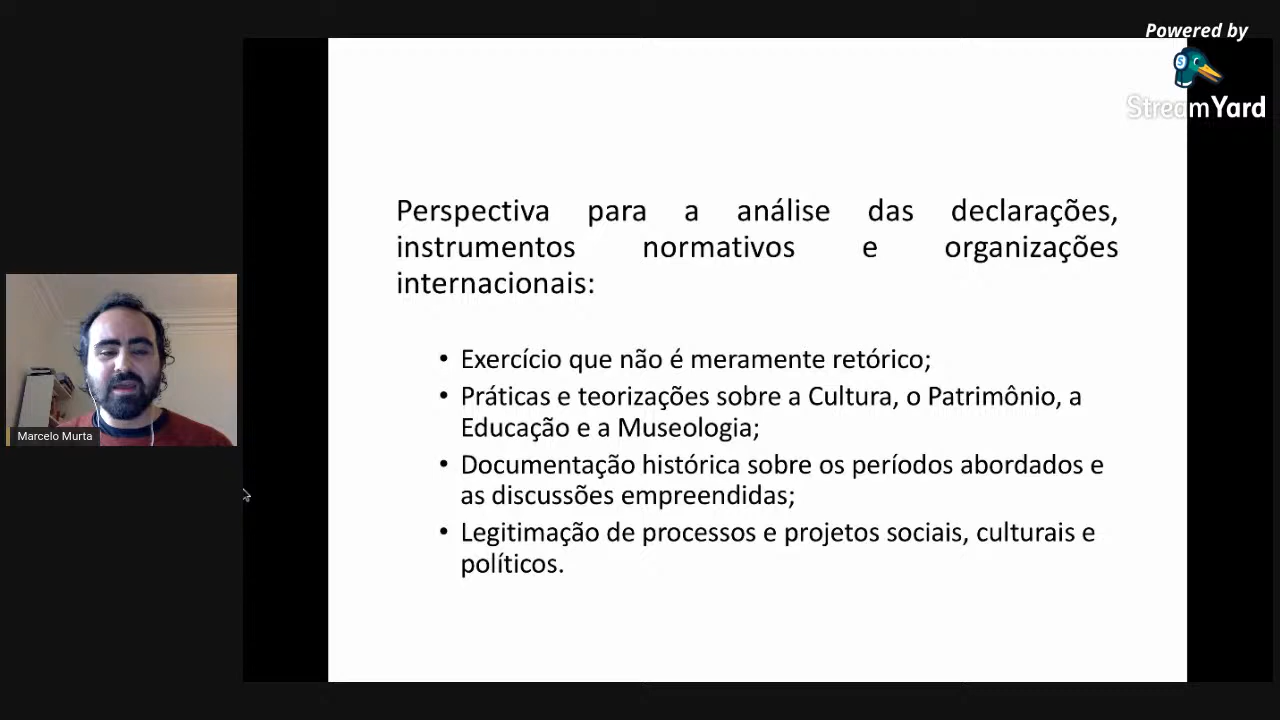 Powered by
StreamYard
Perspectiva para a análise das declarações,
instrumentos normativos e organizações
internacionais:
• Exercício que não é meramente retórico;
• Práticas e teorizações sobre a Cultura, o Patrimônio, a
Educação e a Museologia;
• Documentação histórica sobre os períodos abordados e
as discussões empreendidas;
• Legitimação de processos e projetos sociais, culturais e
políticos.
Marcelo Murta